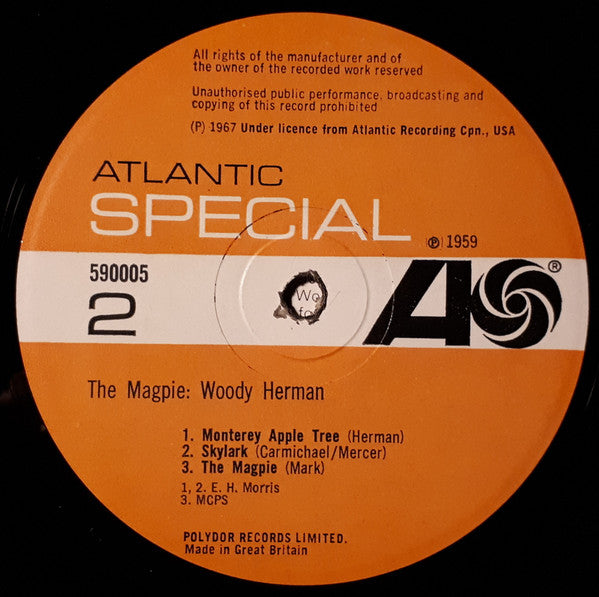 All rights of the manufacturer and of
the owner of the recorded work reserved
Unauthorised public performance, broadcasting and
copying of this record prohibited
(P) 1967 Under licence from Atlantic Recording Cpn., USA
ATLANTIC
SPECIAL
℗ 1959
590005
2
A
®
The Magpie: Woody Herman
1. Monterey Apple Tree (Herman)
2. Skylark (Carmichael/Mercer)
3. The Magpie (Mark)
1, 2. E. H. Morris
3. MCPS
POLYDOR RECORDS LIMITED.
Made in Great Britain